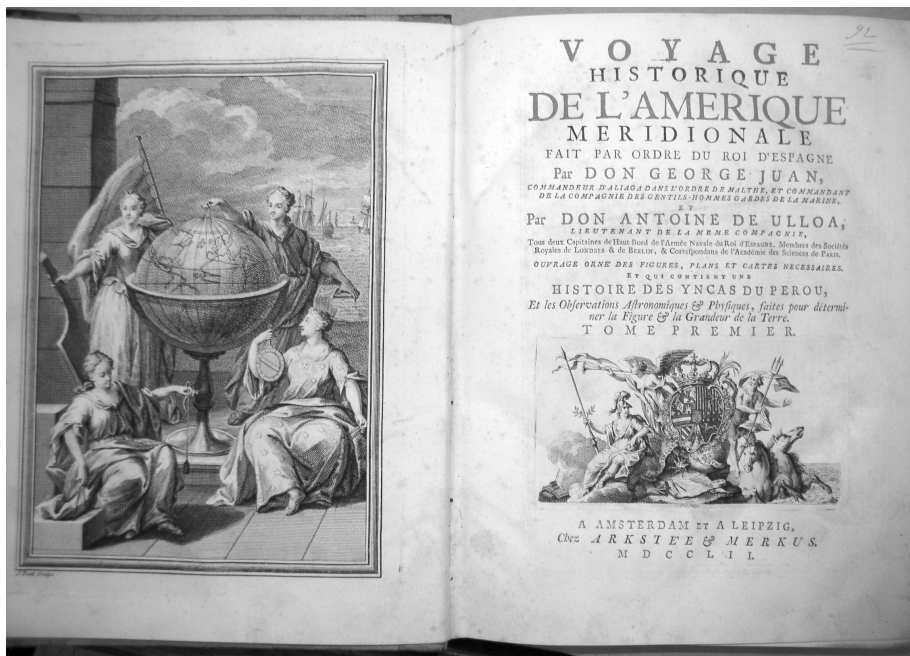 92
VOYAGE
HISTORIQUE
DE L'AMERIQUE
MERIDIONALE
FAIT PAR ORDRE DU ROI D'ESPAGNE
Par DON GEORGE JUAN,
COMMANDEUR D'ALIAGA DANS L'ORDRE DE MALTHE, ET COMMANDANT
DE LA COMPAGNIE DES GENTILS-HOMMES GARDES DE LA MARINE,
ET
Par DON ANTOINE DE ULLOA,
LIEUTENANT DE LA MEME COMPAGNIE,
Tous deux Capitaines de Haut-Bord de l'Armée Navale du Roi d'ESPAGNE, Membres des Sociétés
Royales de LONDRES & de BERLIN, & Correspondans de l'Académie des Sciences de PARIS.
OUVRAGE ORNÉ DES FIGURES, PLANS ET CARTES NECESSAIRES.
ET QUI CONTIENT UNE
HISTOIRE DES YNCAS DU PEROU,
Et les Observations Astronomiques & Physiques, faites pour détermi-
ner la Figure & la Grandeur de la Terre.
TOME PREMIER.
A AMSTERDAM ET A LEIPZIG,
Chez ARKSTE'E & MERKUS.
MDCCLII.